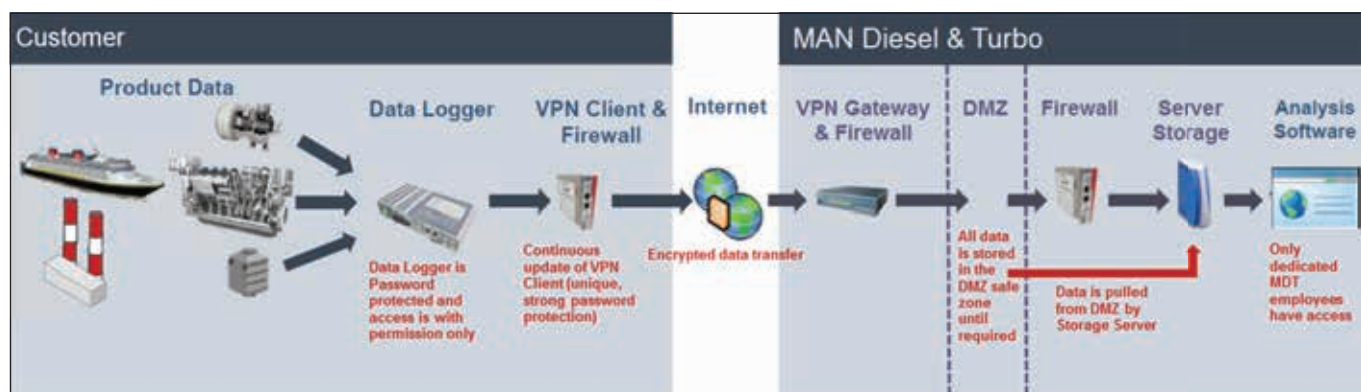 Customer
MAN Diesel & Turbo
Product Data
Data Logger
VPN Client &
Firewall
Internet
VPN Gateway
& Firewall
DMZ
Firewall
Server
Storage
Analysis
Software
Data Logger is
Password
protected and
access is with
permission only
Continuous
update of VPN
Client (unique,
strong password
protection)
Encrypted data transfer
All data
is stored
in the
DMZ safe
zone
until
required
Data is pulled
from DMZ by
Storage Server
Only
dedicated
MDT
employees
have access